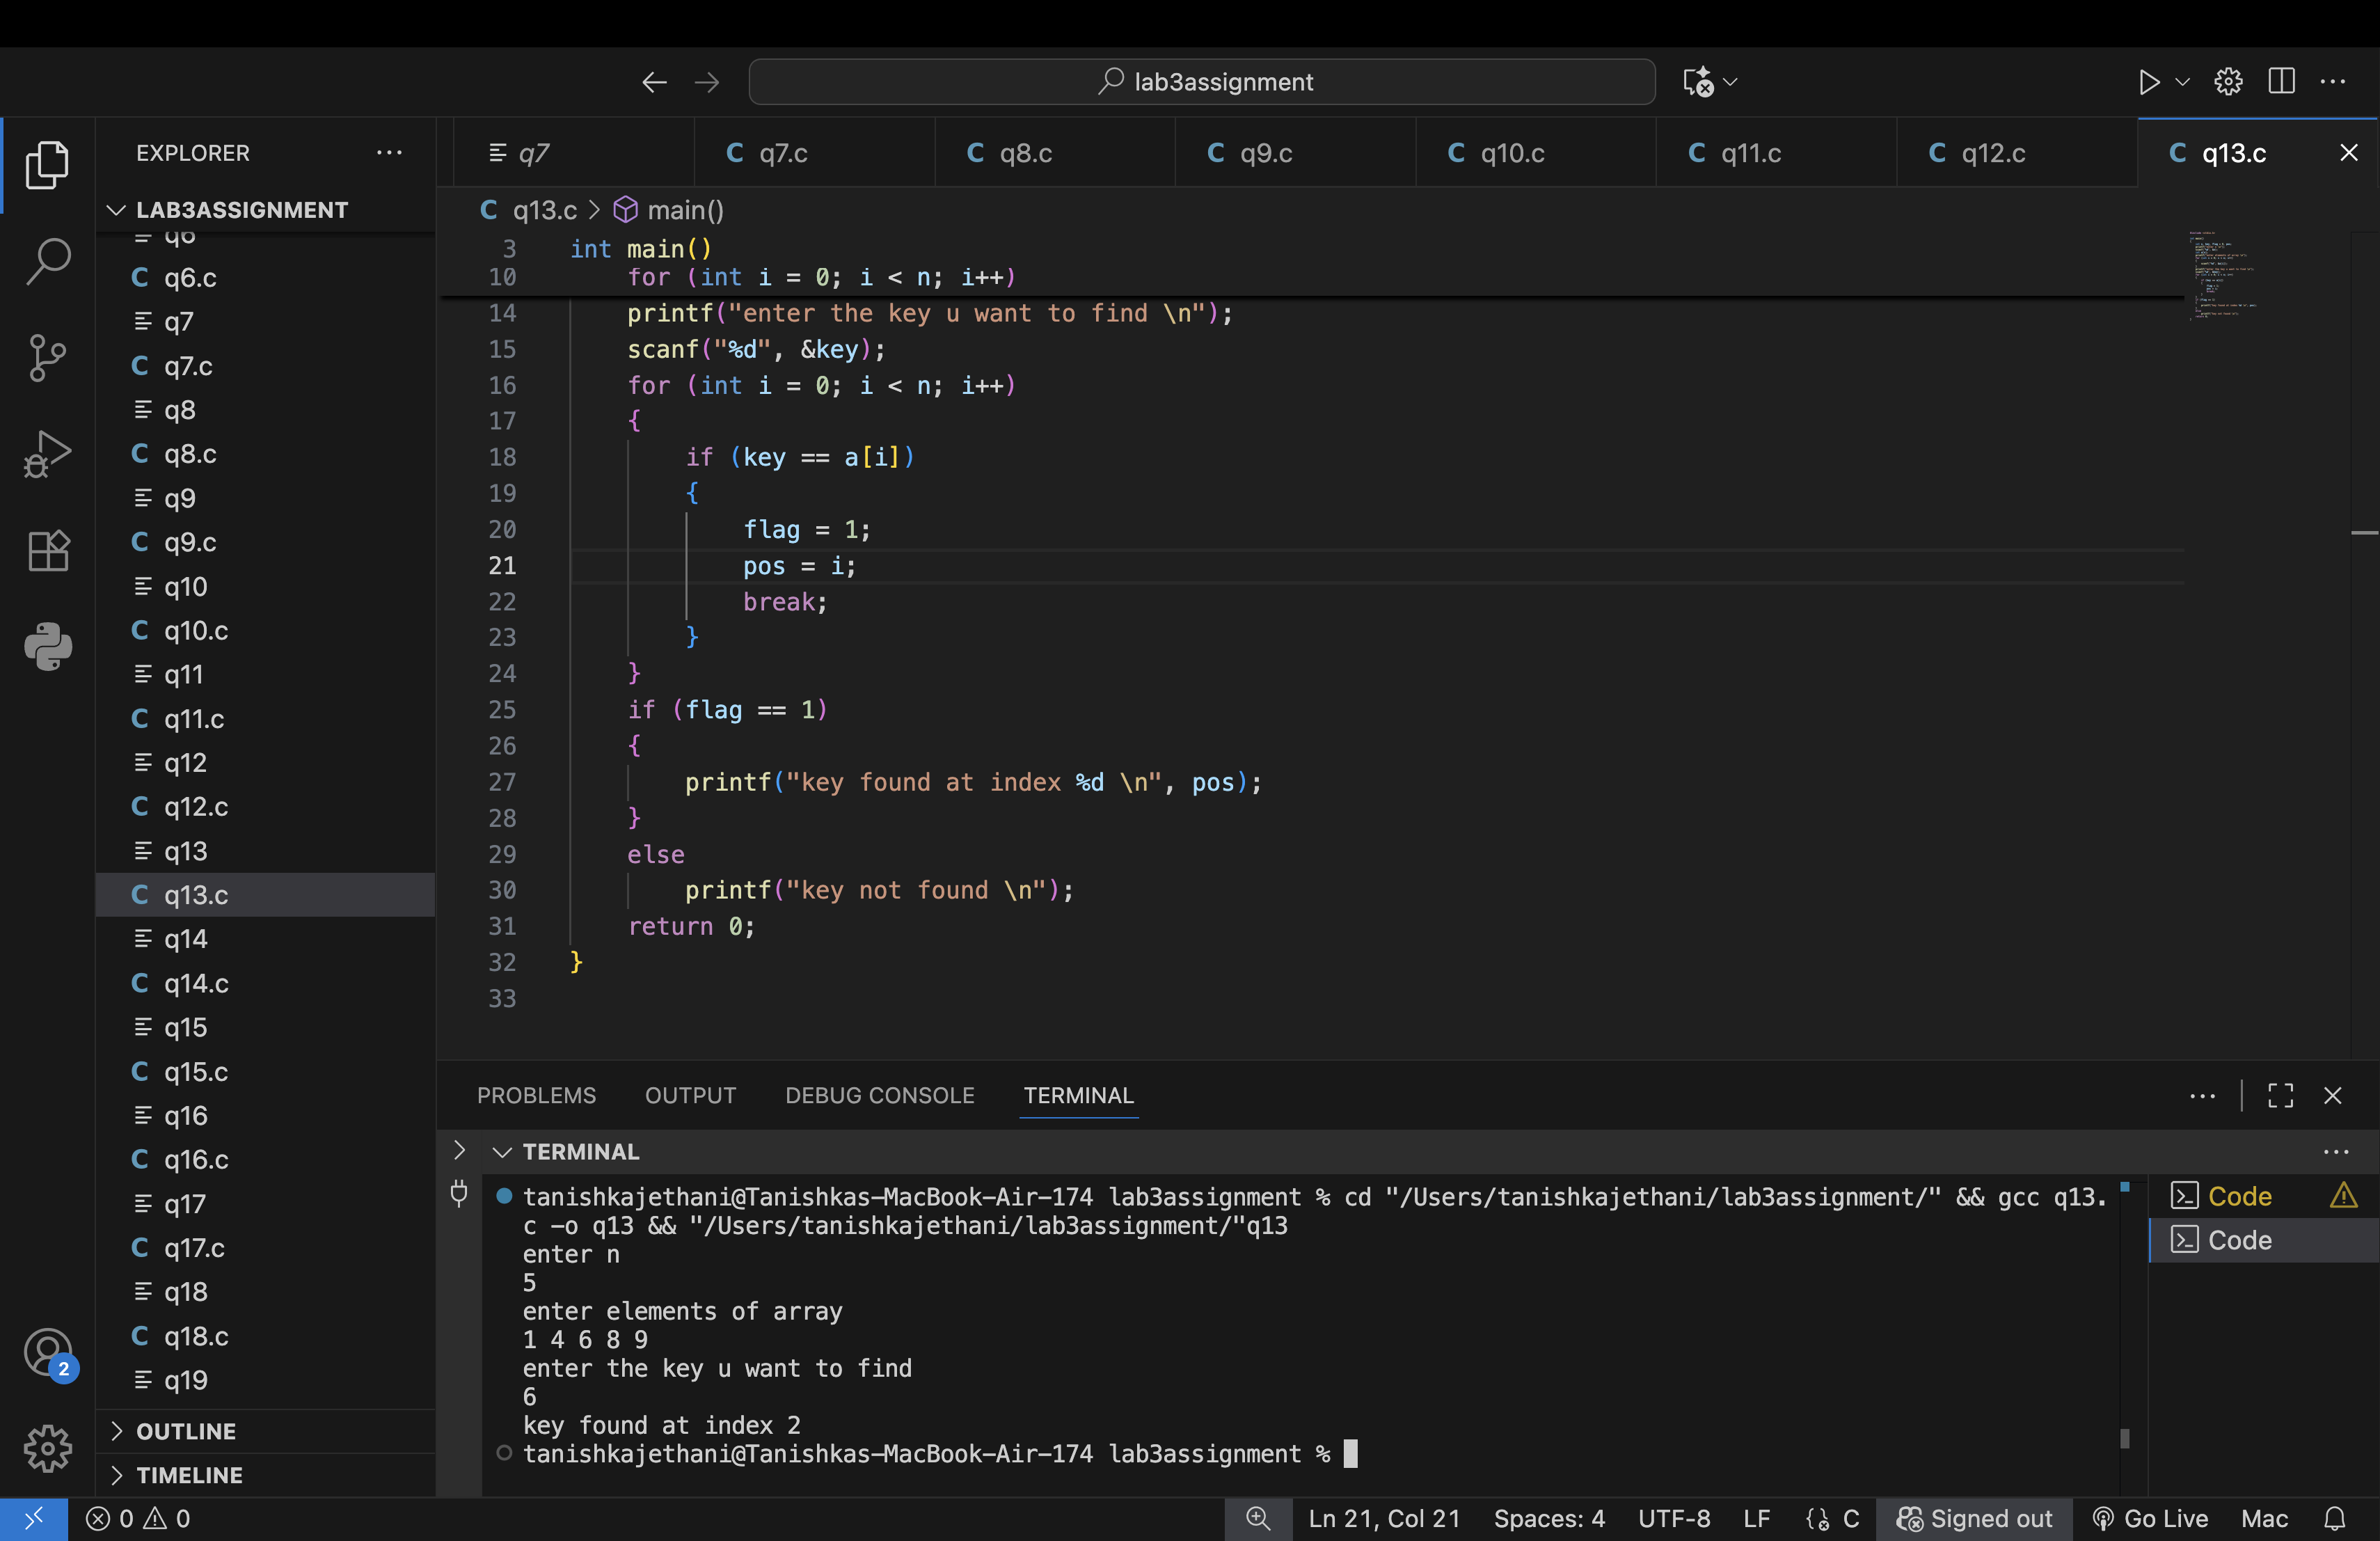 lab3assignment
EXPLORER
LAB3ASSIGNMENT
q6
C q6.c
q7
C q7.c
q8
C q8.c
q9
C q9.c
q10
C q10.c
q11
C q11.c
q12
C q12.c
q13
C q13.c
q14
C q14.c
q15
C q15.c
q16
C q16.c
q17
C q17.c
q18
C q18.c
q19
OUTLINE
TIMELINE
2
q7
C q7.c
C q8.c
C q9.c
C q10.c
C q11.c
C q12.c
C q13.c
C q13.c > main()
3 int main()
10 for (int i = 0; i < n; i++)
14 printf("enter the key u want to find \n");
15 scanf("%d", &key);
16 for (int i = 0; i < n; i++)
17 {
18 if (key == a[i])
19 {
20 flag = 1;
21 pos = i;
22 break;
23 }
24 }
25 if (flag == 1)
26 {
27 printf("key found at index %d \n", pos);
28 }
29 else
30 printf("key not found \n");
31 return 0;
32 }
33
PROBLEMS OUTPUT DEBUG CONSOLE TERMINAL
TERMINAL
tanishkajethani@Tanishkas-MacBook-Air-174 lab3assignment % cd "/Users/tanishkajethani/lab3assignment/" && gcc q13.
c -o q13 && "/Users/tanishkajethani/lab3assignment/"q13
enter n
5
enter elements of array
1 4 6 8 9
enter the key u want to find
6
key found at index 2
tanishkajethani@Tanishkas-MacBook-Air-174 lab3assignment %
Code
Code
0 0
Ln 21, Col 21 Spaces: 4 UTF-8 LF C Signed out Go Live Mac